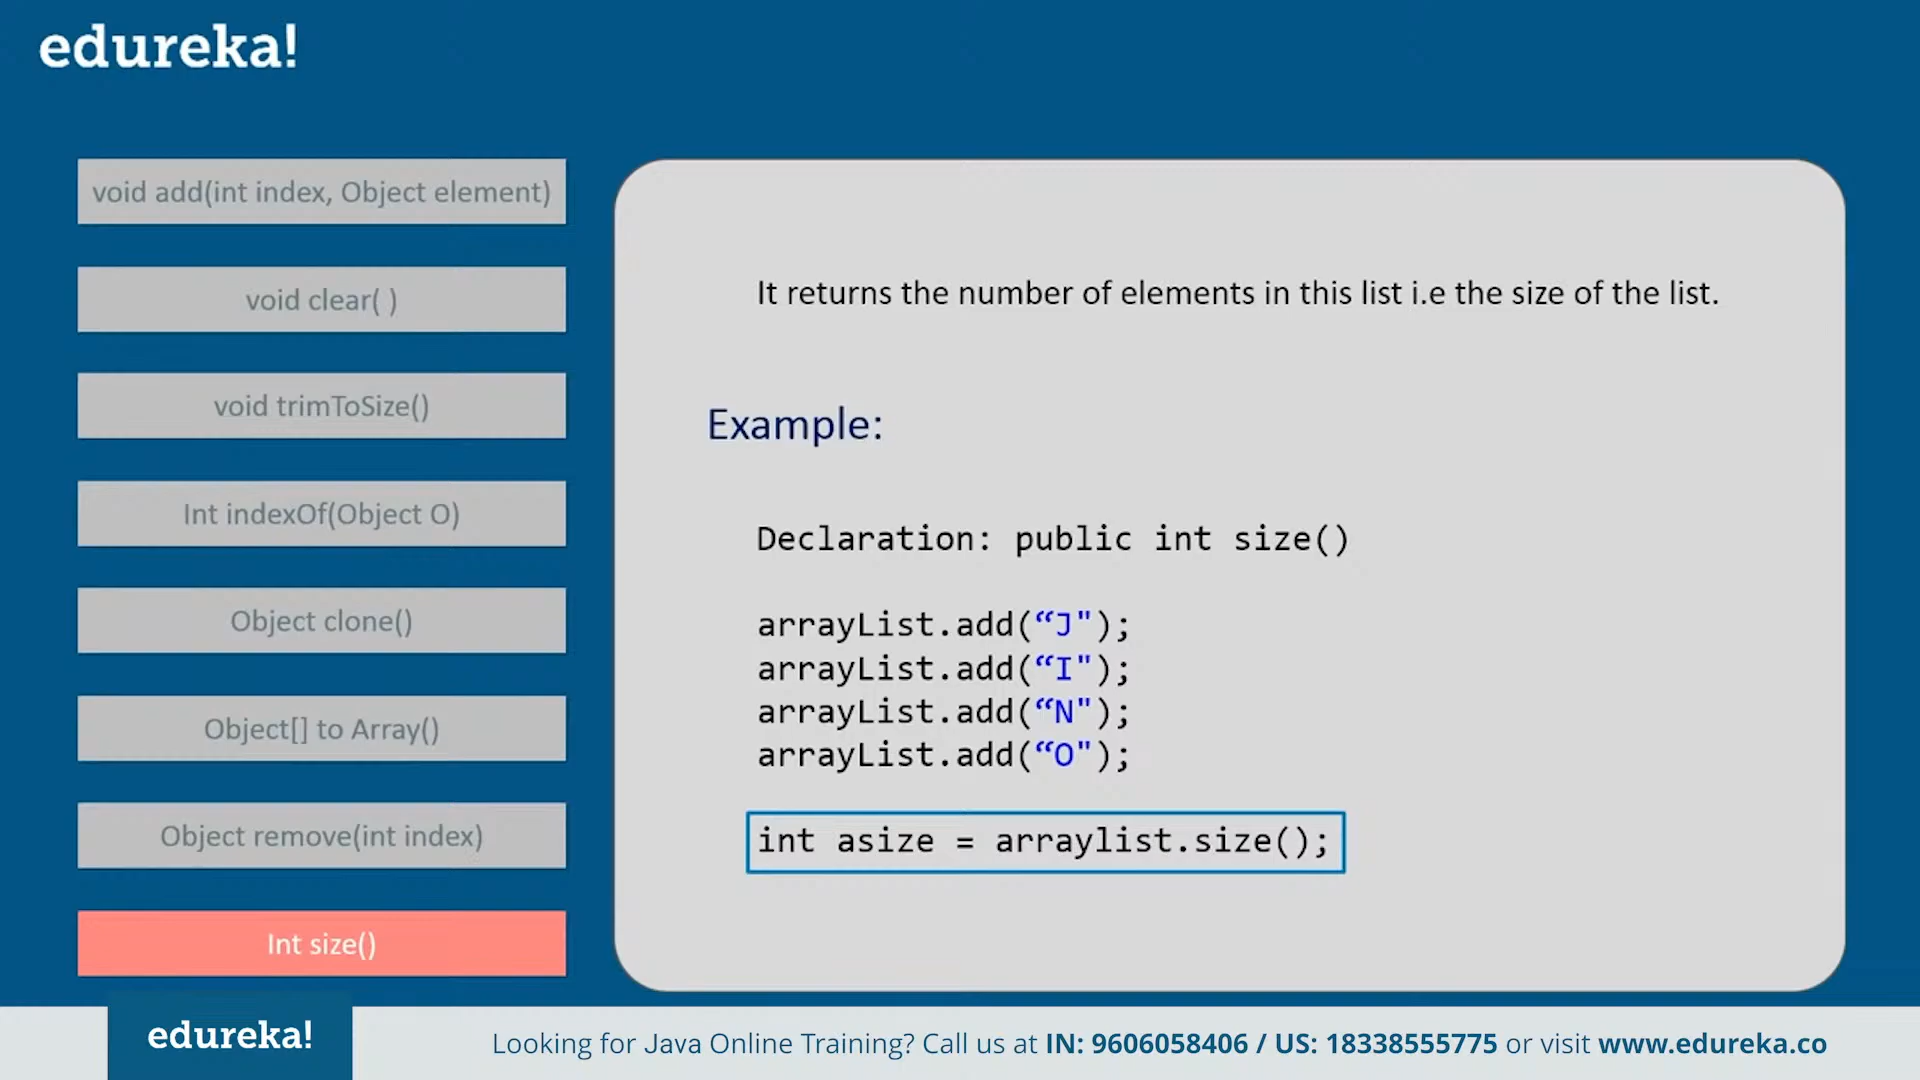 edureka!
void add(int index, Object element)
void clear( )
void trimToSize()
Int indexOf(Object O)
Object clone()
Object[] to Array()
Object remove(int index)
Int size()
It returns the number of elements in this list i.e the size of the list.
Example:
Declaration: public int size()
arrayList.add(“J");
arrayList.add(“I");
arrayList.add(“N");
arrayList.add(“O");
int asize = arraylist.size();
edureka!
Looking for Java Online Training? Call us at IN: 9606058406 / US: 18338555775 or visit www.edureka.co